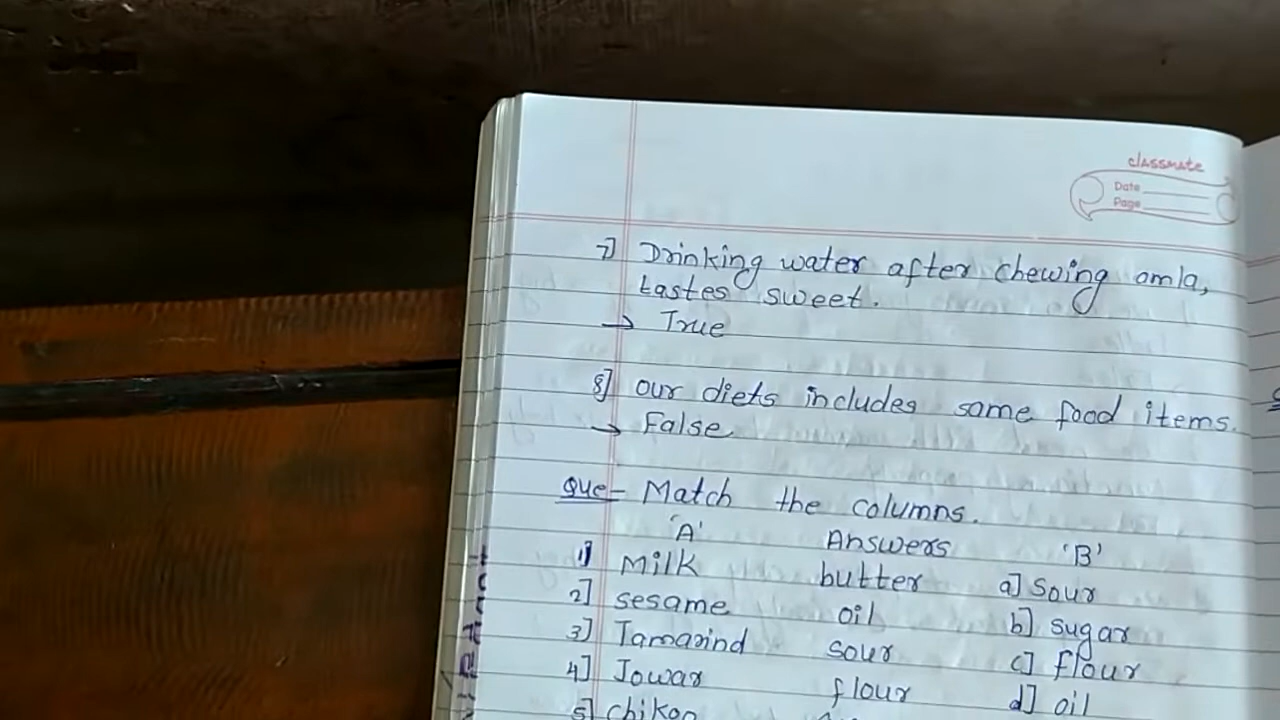 classmate
Date
Page
7] Drinking water after chewing amla,
tastes sweet.
→ True
8] our diets includes same food items.
→ False
Que- Match the columns.
'A' Answers 'B'
1] Milk butter a] Sour
2] sesame oil b] sugar
3] Tamarind sour c] flour
4] Jowar flour d] oil
5] chikoo